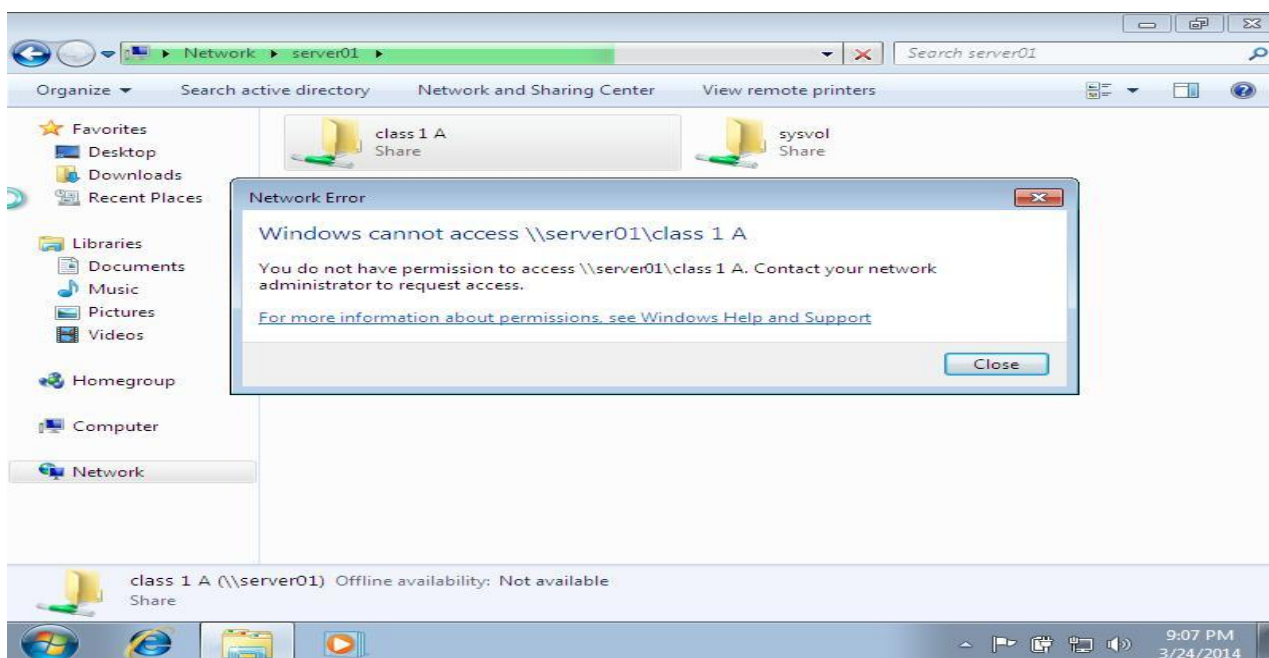 Network server01
Search server01
Organize Search active directory Network and Sharing Center View remote printers
Favorites
Desktop
Downloads
Recent Places
Libraries
Documents
Music
Pictures
Videos
Homegroup
Computer
Network
class 1 A
Share
sysvol
Share
Network Error
Windows cannot access \\server01\class 1 A
You do not have permission to access \\server01\class 1 A. Contact your network
administrator to request access.
For more information about permissions, see Windows Help and Support
Close
class 1 A (\\server01) Offline availability: Not available
Share
9:07 PM
3/24/2014